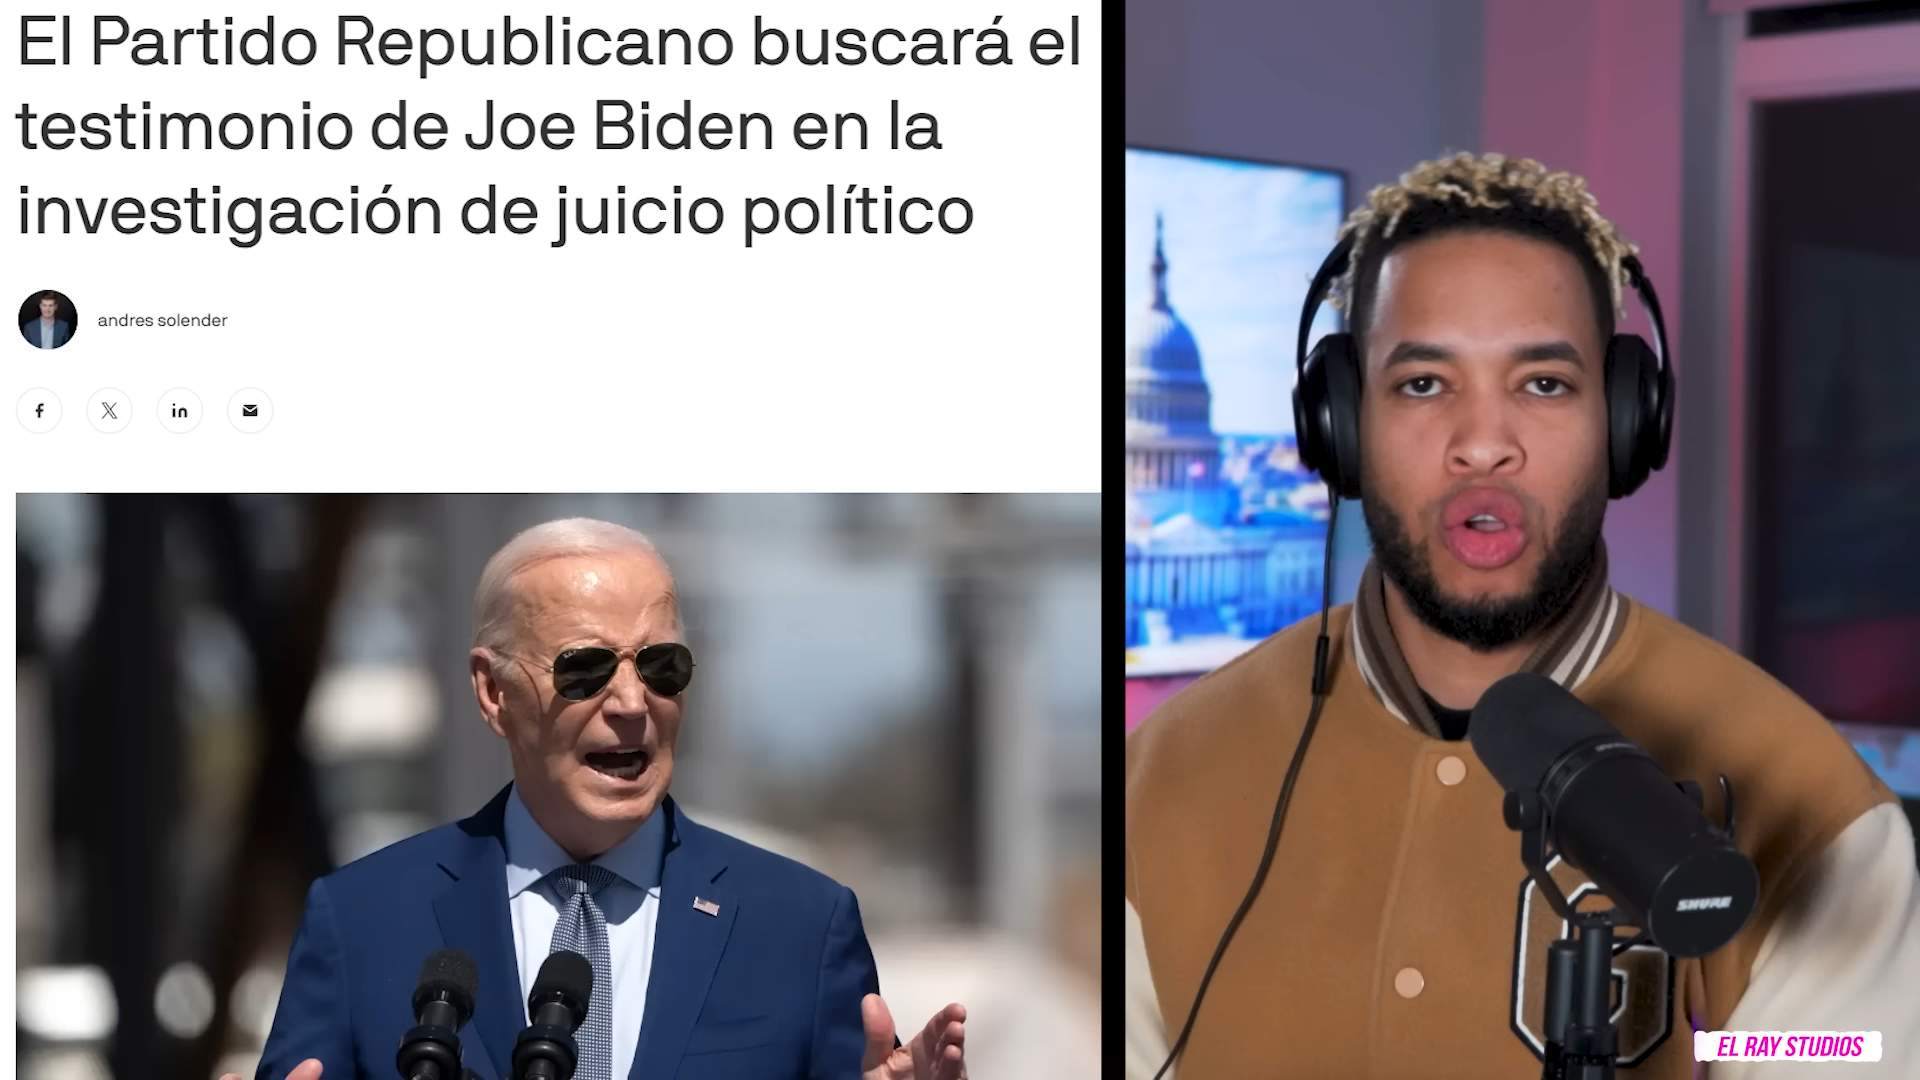 El Partido Republicano buscará el
testimonio de Joe Biden en la
investigación de juicio político
andres solender
SHURE
EL RAY STUDIOS